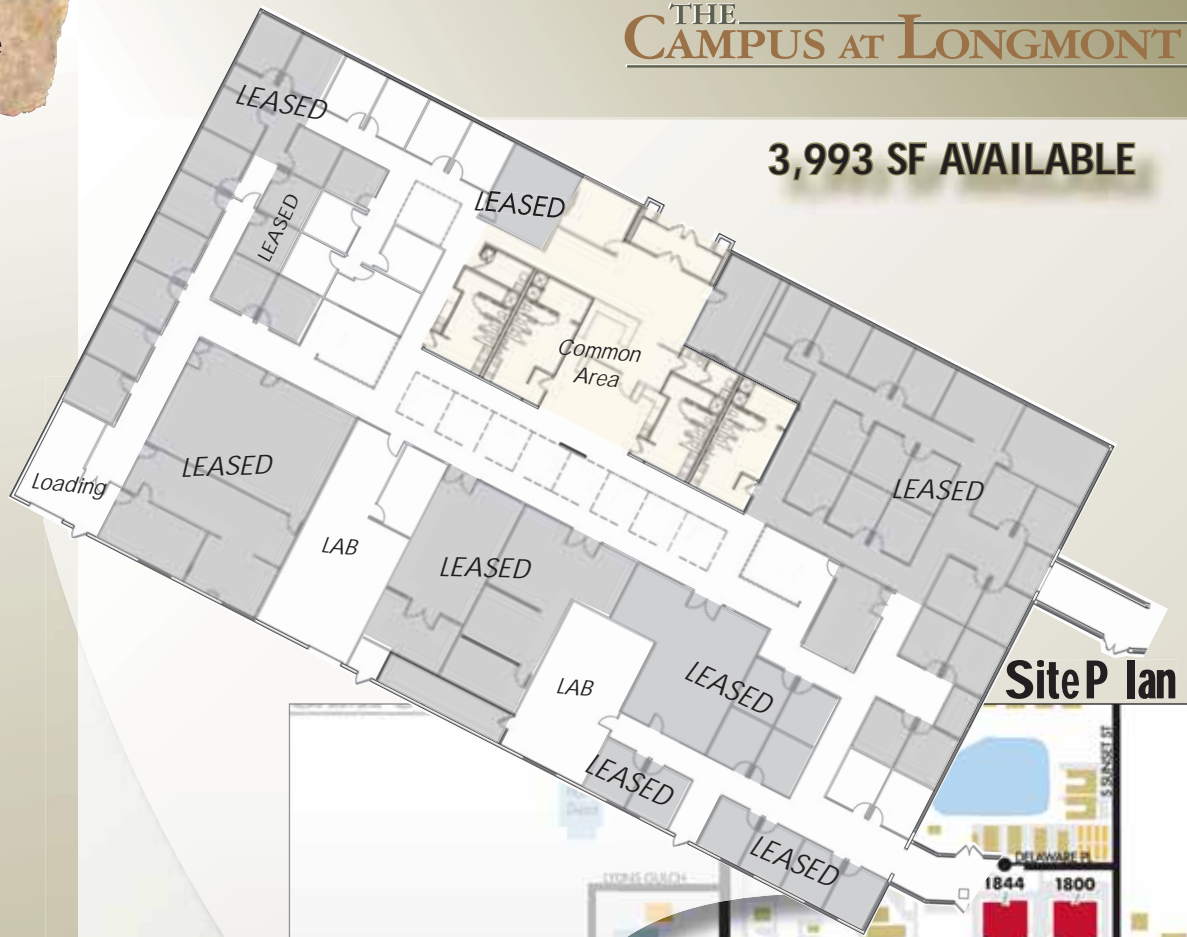 THE
CAMPUS AT LONGMONT
3,993 SF AVAILABLE
LEASED
LEASED
LEASED
Common
Area
LEASED
LEASED
Loading
LAB
LEASED
LAB
LEASED
LEASED
LEASED
Site P lan
S SUNSET ST
DELAWARE PL
LYONS GULCH
Depot
1844 1800